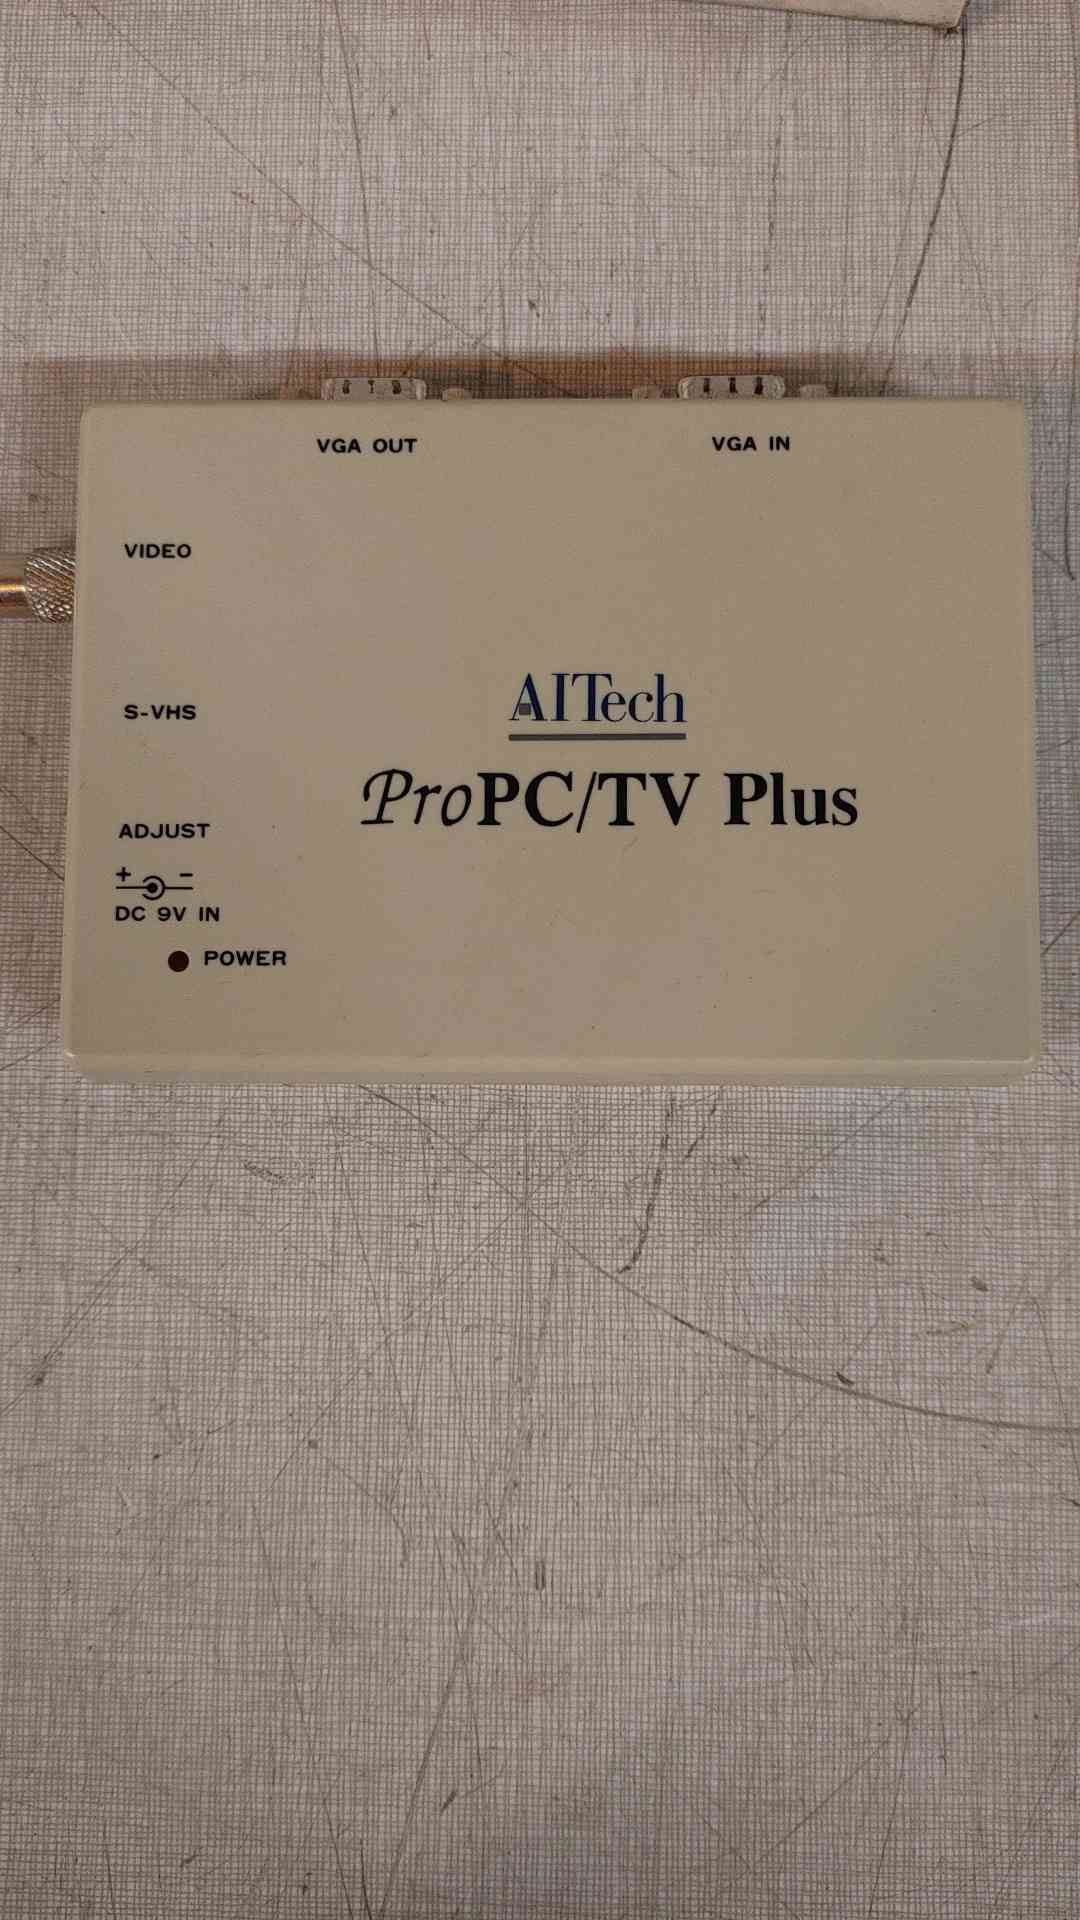 VGA OUT
VGA IN
VIDEO
S-VHS
AITech
ProPC/TV Plus
ADJUST
+ -
DC 9V IN
POWER